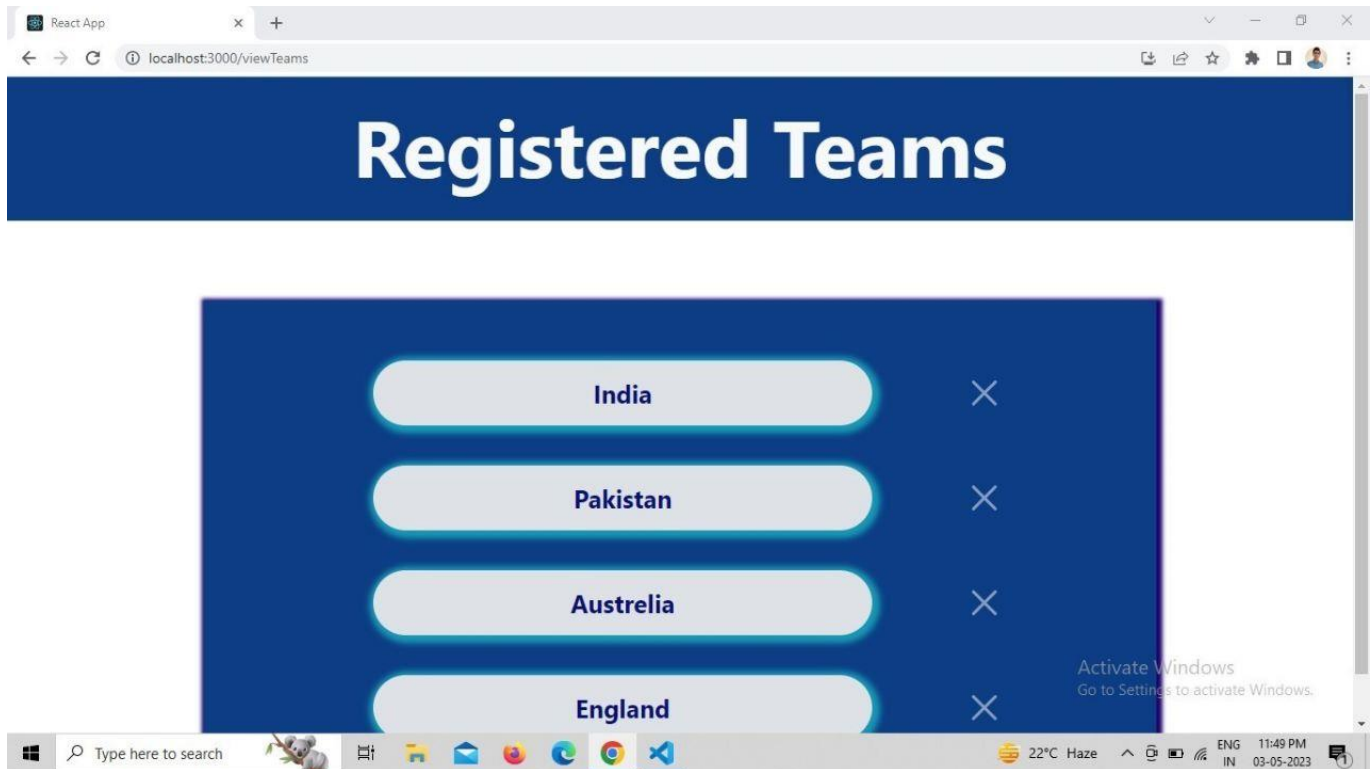 React App
localhost:3000/viewTeams
Registered Teams
India
Pakistan
Austrelia
England
Activate Windows
Go to Settings to activate Windows.
Type here to search
22°C Haze
ENG
IN
11:49 PM
03-05-2023
1